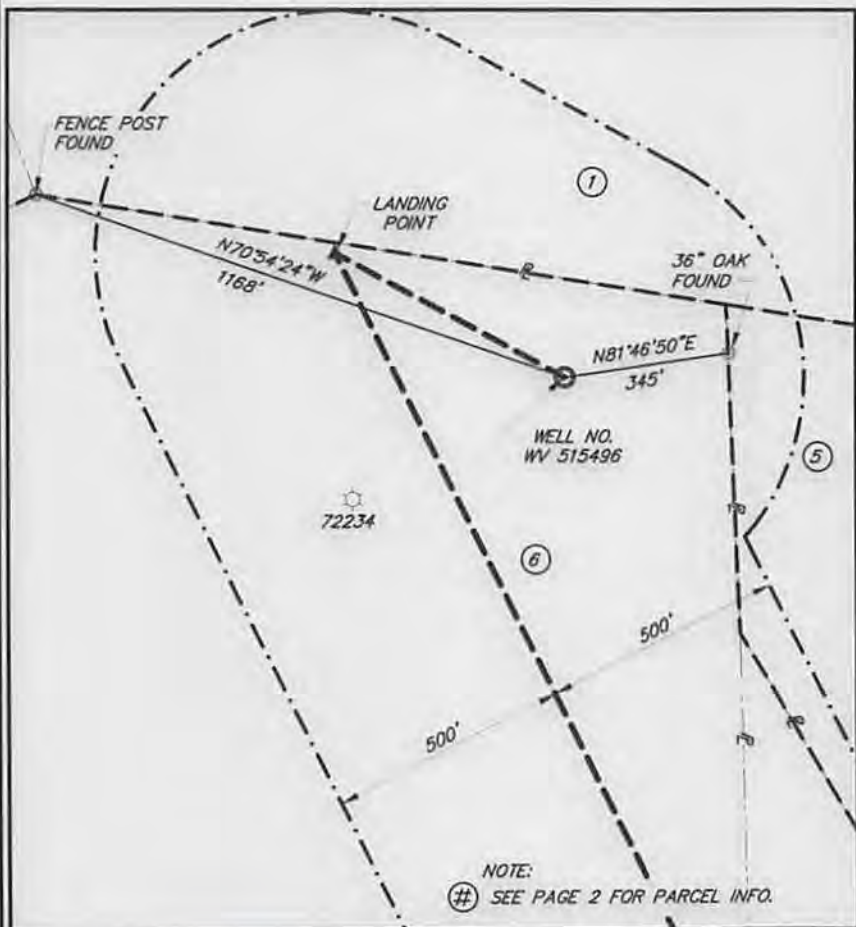 FENCE POST
FOUND
1
LANDING
POINT
36" OAK
FOUND
N70°54'24"W
1168'
N81°46'50"E
345'
WELL NO.
WV 515496
5
72234
6
500'
500'
NOTE:
# SEE PAGE 2 FOR PARCEL INFO.